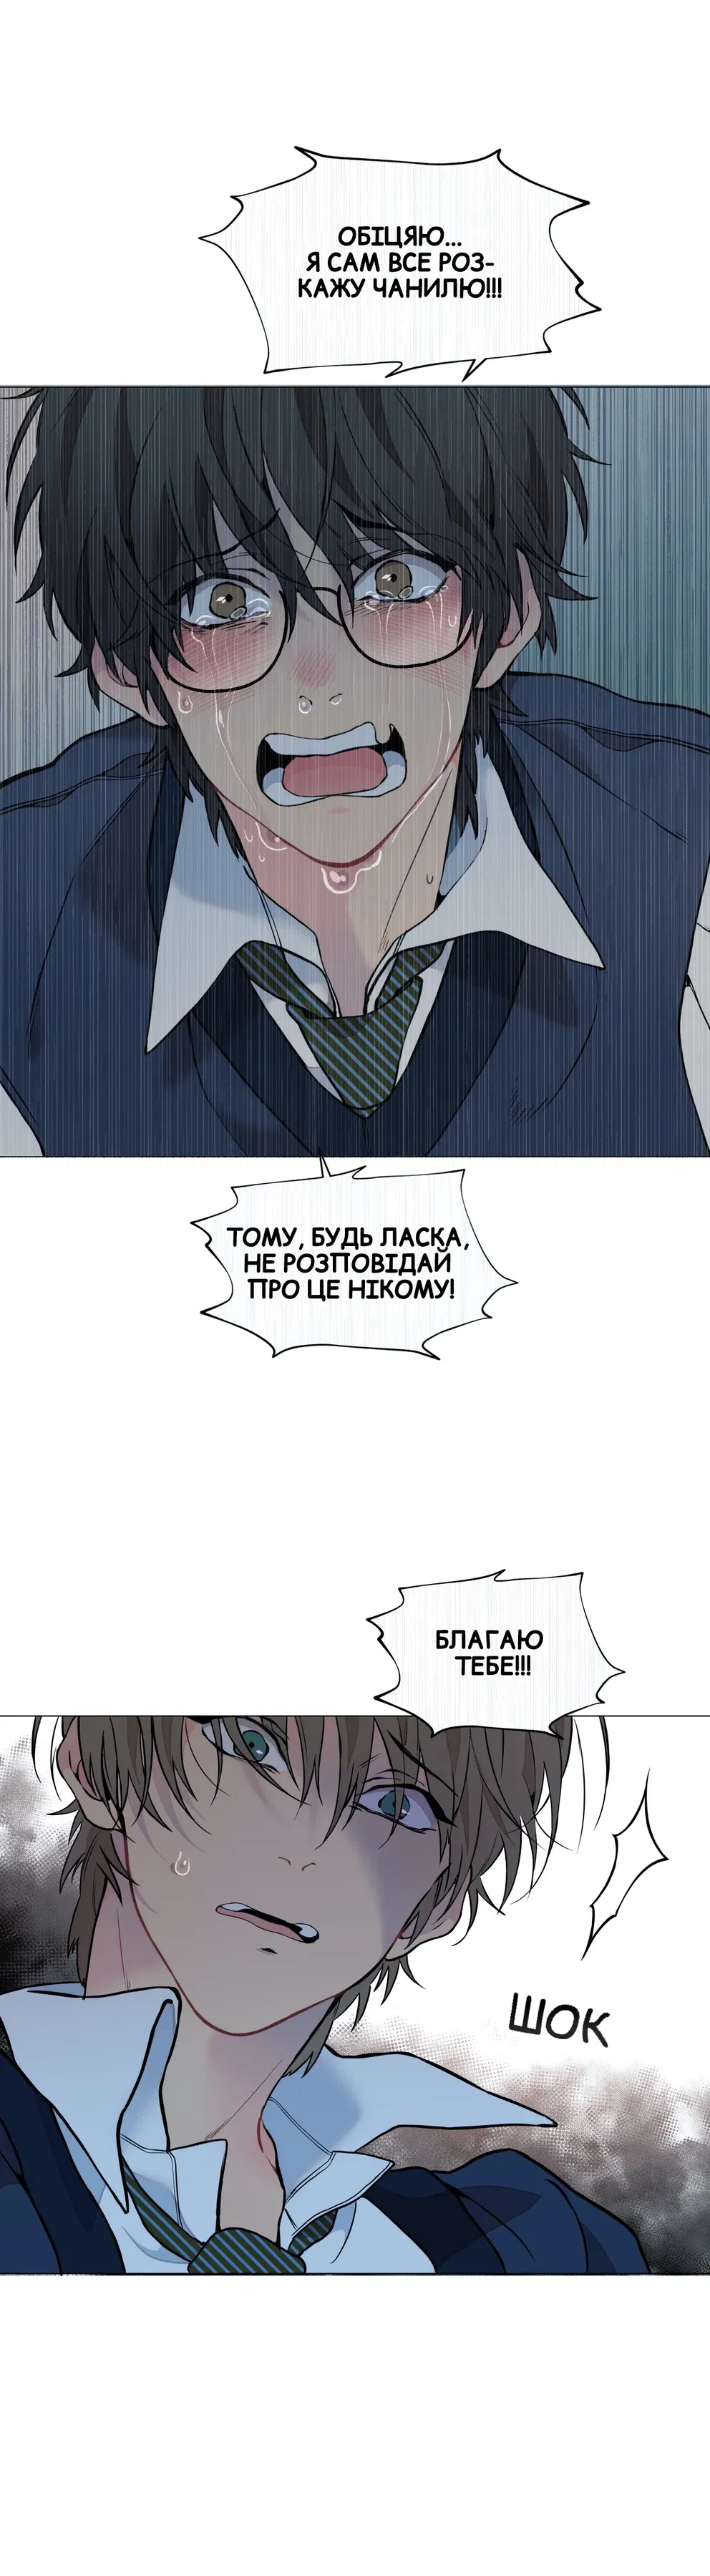 ОБІЦЯЮ...
Я САМ ВСЕ РОЗ-
КАЖУ ЧАНИЛЮ!!!
ТОМУ, БУДЬ ЛАСКА,
НЕ РОЗПОВІДАЙ
ПРО ЦЕ НІКОМУ!
БЛАГАЮ
ТЕБЕ!!!
ШОК